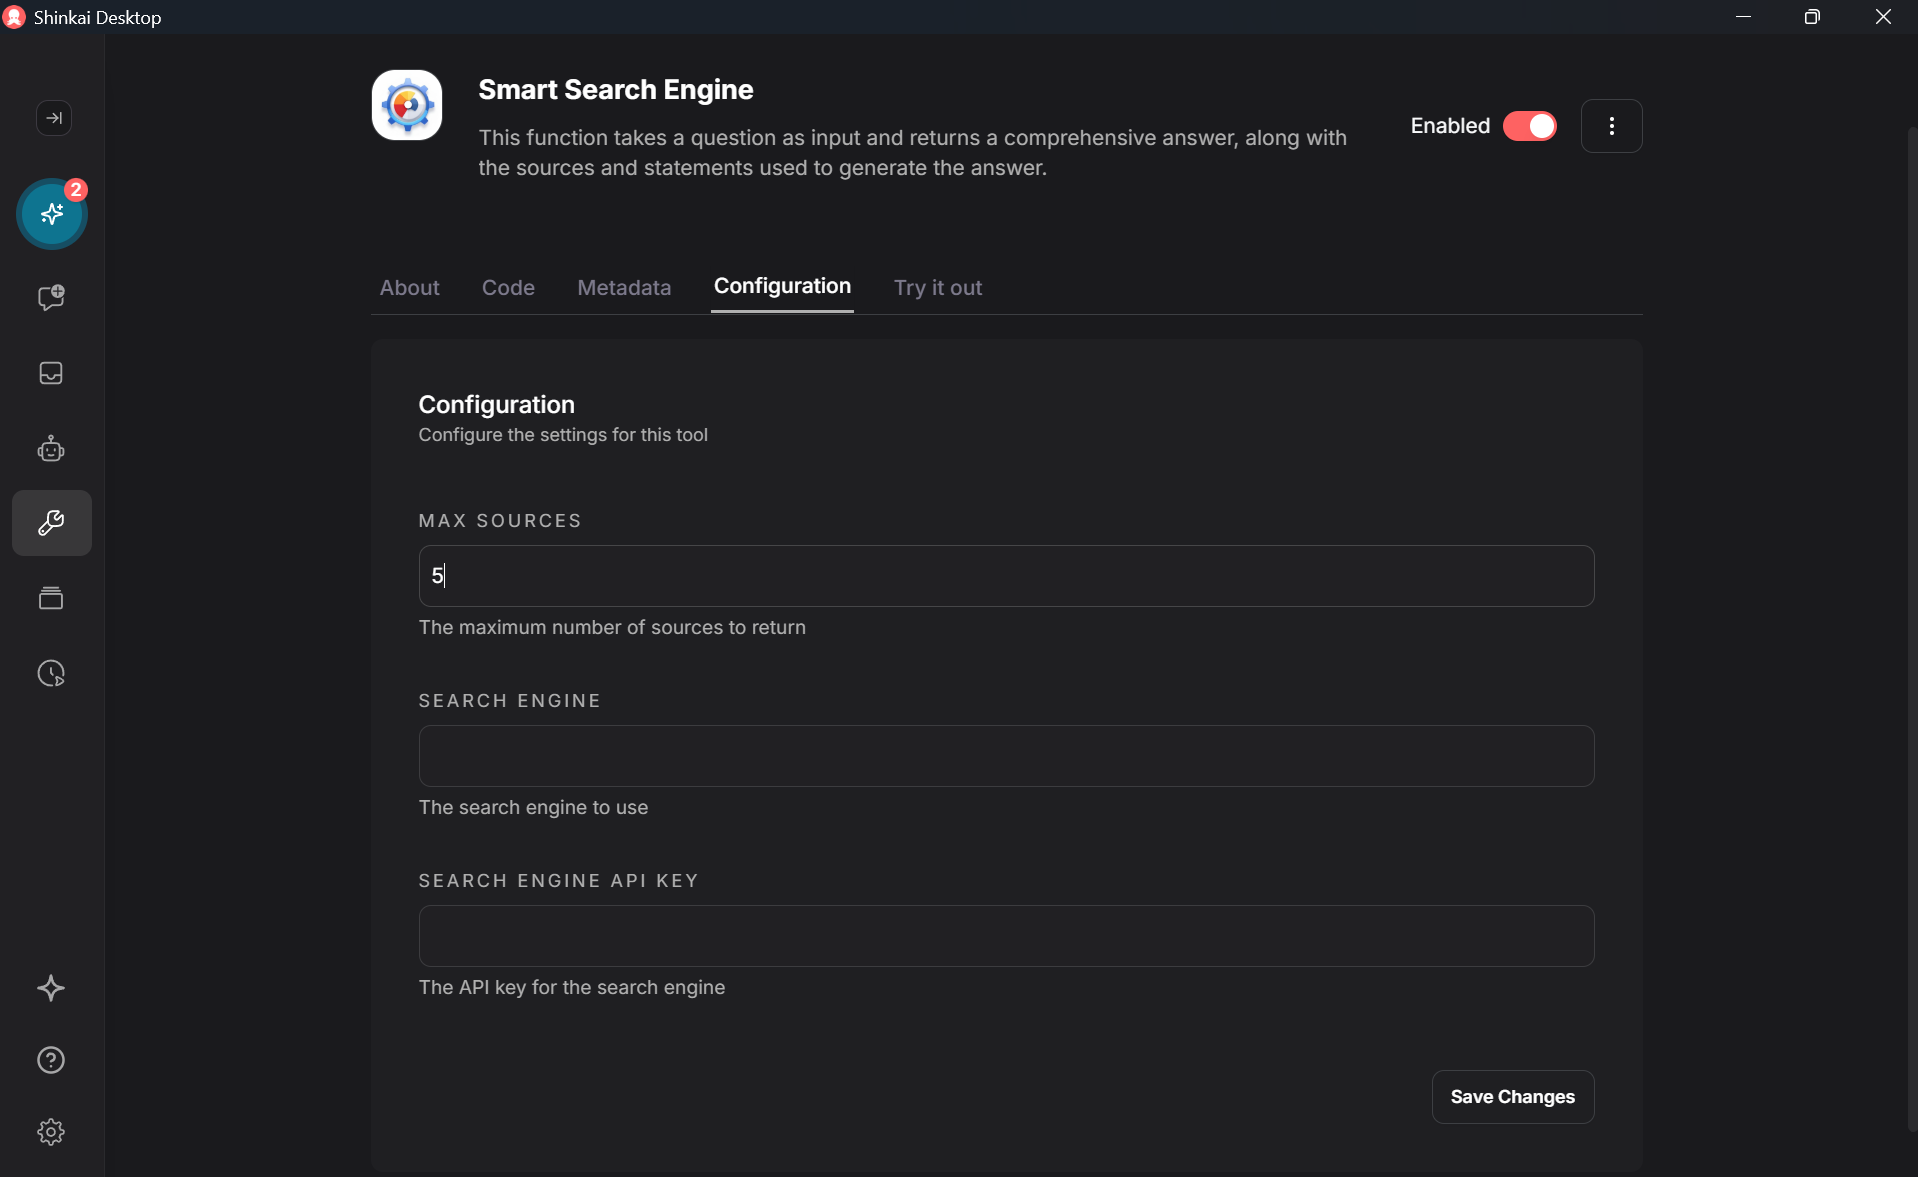 Shinkai Desktop
Smart Search Engine
This function takes a question as input and returns a comprehensive answer, along with
the sources and statements used to generate the answer.
Enabled
2
About Code Metadata Configuration Try it out
Configuration
Configure the settings for this tool
MAX SOURCES
5
The maximum number of sources to return
SEARCH ENGINE
The search engine to use
SEARCH ENGINE API KEY
The API key for the search engine
Save Changes